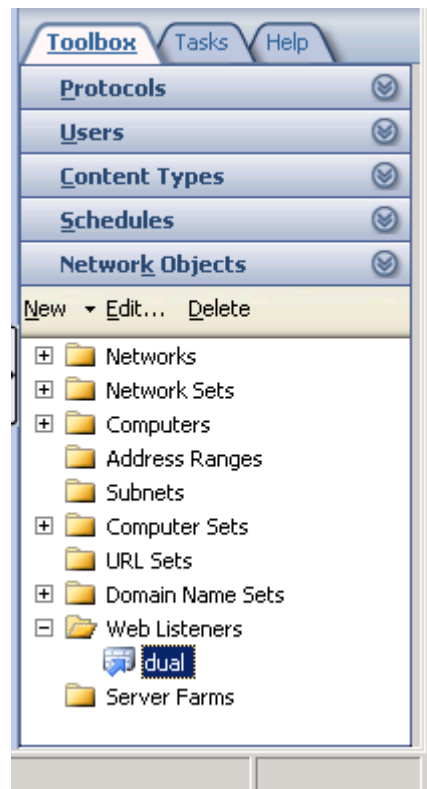 Toolbox Tasks Help
Protocols
Users
Content Types
Schedules
Network Objects
New Edit... Delete
Networks
Network Sets
Computers
Address Ranges
Subnets
Computer Sets
URL Sets
Domain Name Sets
Web Listeners
dual
Server Farms